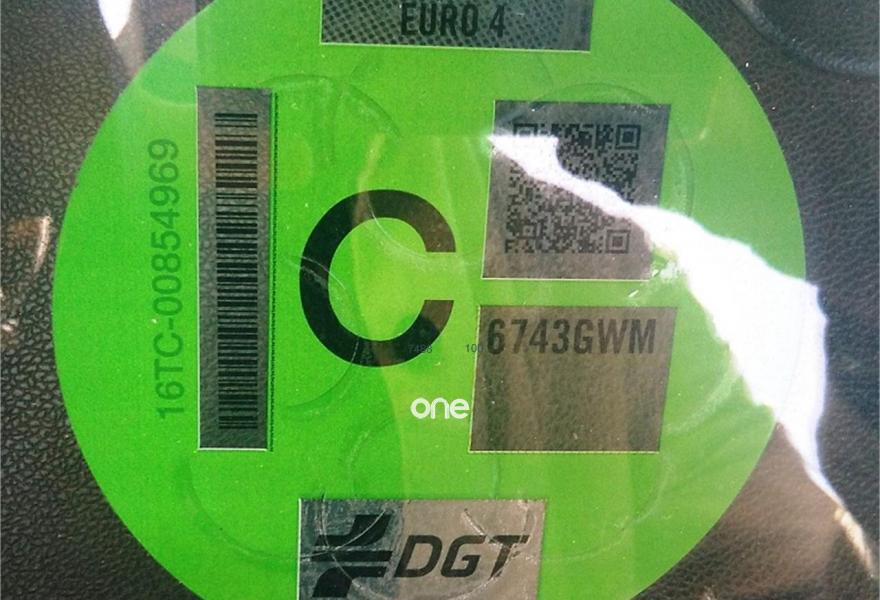 EURO 4
16TC-00854969
C
6743GWM
one
DGT